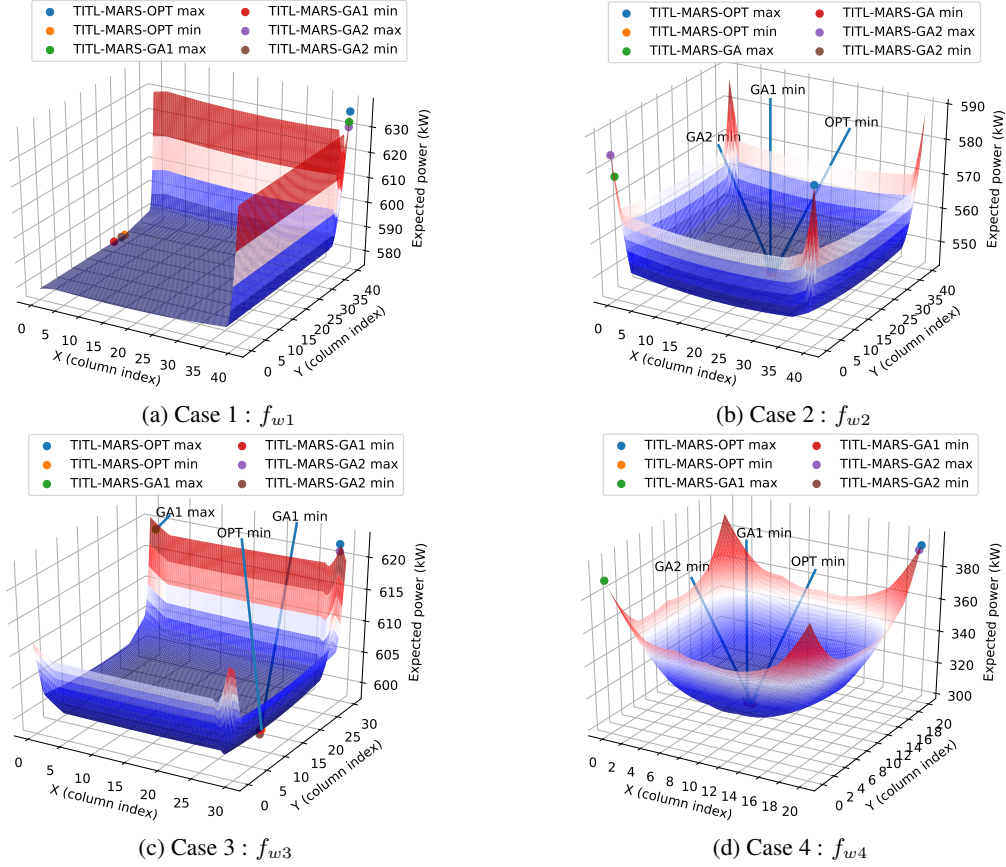 TITL-MARS-OPT max TITL-MARS-GA1 min
TITL-MARS-OPT min TITL-MARS-GA2 max
TITL-MARS-GA1 max TITL-MARS-GA2 min
630
620
610
600
590
580
Expected power (kW)
0 5 10 15 20 25 30 35 40
X (column index)
0 5 10 15 20 25 30 35 40
Y (column index)
(a) Case 1 : f_{w1}
TITL-MARS-OPT max TITL-MARS-GA min
TITL-MARS-OPT min TITL-MARS-GA2 max
TITL-MARS-GA max TITL-MARS-GA2 min
GA1 min
OPT min
GA2 min
590
580
570
560
550
Expected power (kW)
0 5 10 15 20 25 30 35 40
X (column index)
0 5 10 15 20 25 30 35 40
Y (column index)
(b) Case 2 : f_{w2}
TITL-MARS-OPT max TITL-MARS-GA1 min
TITL-MARS-OPT min TITL-MARS-GA2 max
TITL-MARS-GA1 max TITL-MARS-GA2 min
GA1 max
GA1 min
OPT min
620
615
610
605
600
Expected power (kW)
0 5 10 15 20 25 30
X (column index)
0 5 10 15 20 25 30
Y (column index)
(c) Case 3 : f_{w3}
TITL-MARS-OPT max TITL-MARS-GA1 min
TITL-MARS-OPT min TITL-MARS-GA2 max
TITL-MARS-GA1 max TITL-MARS-GA2 min
GA1 min
GA2 min
OPT min
380
360
340
320
300
Expected power (kW)
0 2 4 6 8 10 12 14 16 18 20
X (column index)
0 2 4 6 8 10 12 14 16 18 20
Y (column index)
(d) Case 4 : f_{w4}